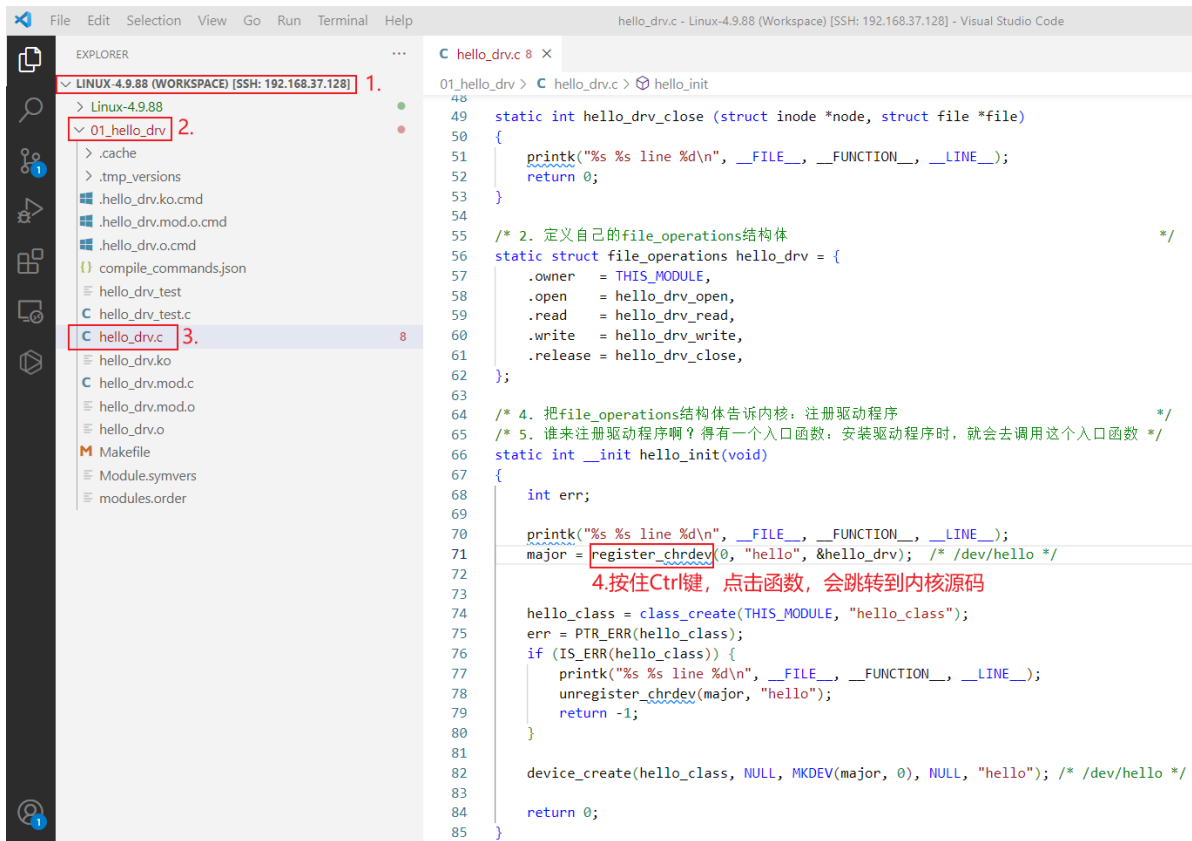 File Edit Selection View Go Run Terminal Help
hello_drv.c - Linux-4.9.88 (Workspace) [SSH: 192.168.37.128] - Visual Studio Code
EXPLORER
LINUX-4.9.88 (WORKSPACE) [SSH: 192.168.37.128] 1.
Linux-4.9.88
01_hello_drv 2.
.cache
.tmp_versions
.hello_drv.ko.cmd
.hello_drv.mod.o.cmd
.hello_drv.o.cmd
{} compile_commands.json
hello_drv_test
C hello_drv_test.c
C hello_drv.c 3. 8
hello_drv.ko
C hello_drv.mod.c
hello_drv.mod.o
hello_drv.o
M Makefile
Module.symvers
modules.order
1
1
C hello_drv.c 8 ×
01_hello_drv > C hello_drv.c > hello_init
48
49 static int hello_drv_close (struct inode *node, struct file *file)
50 {
51     printk("%s %s line %d\n", __FILE__, __FUNCTION__, __LINE__);
52     return 0;
53 }
54
55 /* 2. 定义自己的file_operations结构体 */
56 static struct file_operations hello_drv = {
57     .owner   = THIS_MODULE,
58     .open    = hello_drv_open,
59     .read    = hello_drv_read,
60     .write   = hello_drv_write,
61     .release = hello_drv_close,
62 };
63
64 /* 4. 把file_operations结构体告诉内核：注册驱动程序 */
65 /* 5. 谁来注册驱动程序啊？得有一个入口函数：安装驱动程序时，就会去调用这个入口函数 */
66 static int __init hello_init(void)
67 {
68     int err;
69
70     printk("%s %s line %d\n", __FILE__, __FUNCTION__, __LINE__);
71     major = register_chrdev(0, "hello", &hello_drv);  /* /dev/hello */
72
4.按住Ctrl键，点击函数，会跳转到内核源码
73
74     hello_class = class_create(THIS_MODULE, "hello_class");
75     err = PTR_ERR(hello_class);
76     if (IS_ERR(hello_class)) {
77         printk("%s %s line %d\n", __FILE__, __FUNCTION__, __LINE__);
78         unregister_chrdev(major, "hello");
79         return -1;
80     }
81
82     device_create(hello_class, NULL, MKDEV(major, 0), NULL, "hello"); /* /dev/hello */
83
84     return 0;
85 }